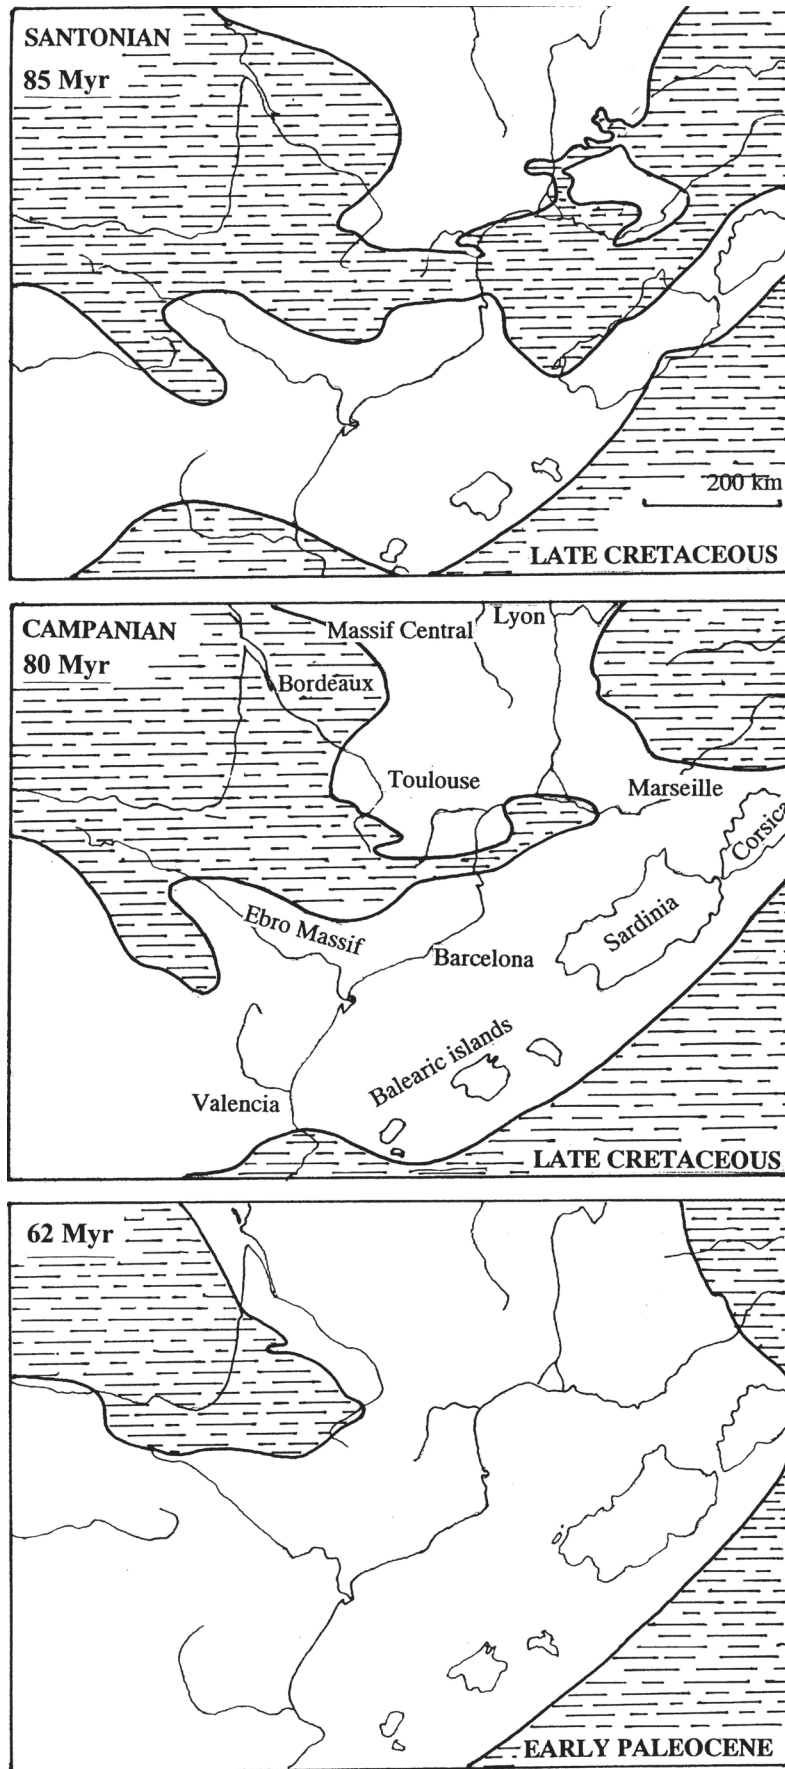 SANTONIAN
85 Myr
200 km
LATE CRETACEOUS
CAMPANIAN
80 Myr
Massif Central
Lyon
Bordeaux
Toulouse
Marseille
Corsica
Ebro Massif
Sardinia
Barcelona
Balearic islands
Valencia
LATE CRETACEOUS
62 Myr
EARLY PALEOCENE